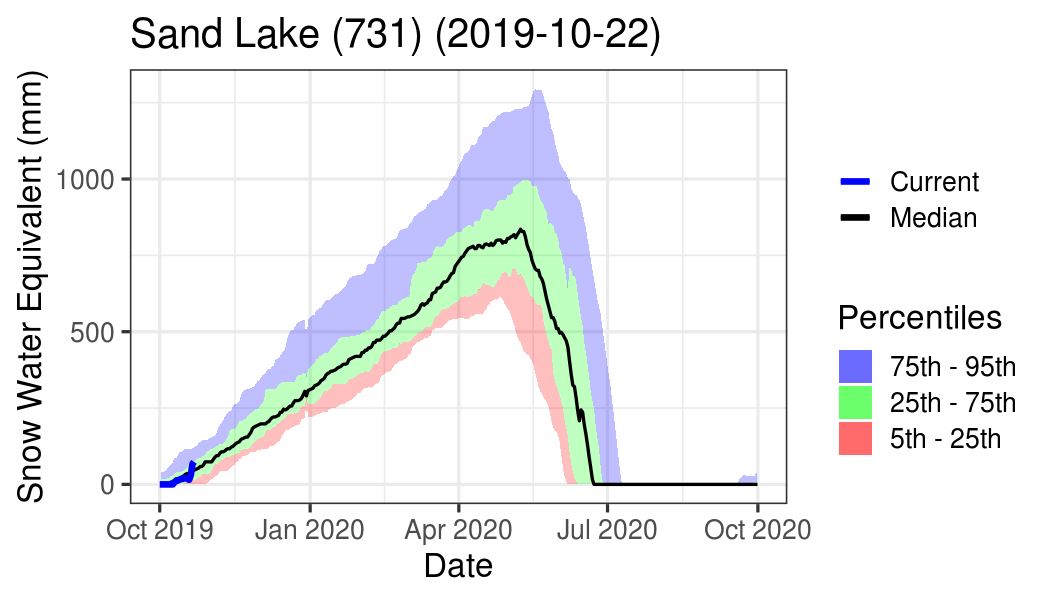 Sand Lake (731) (2019-10-22)
Snow Water Equivalent (mm)
1000
500
0
Oct 2019 Jan 2020 Apr 2020 Jul 2020 Oct 2020
Date
Current
Median
Percentiles
75th - 95th
25th - 75th
5th - 25th